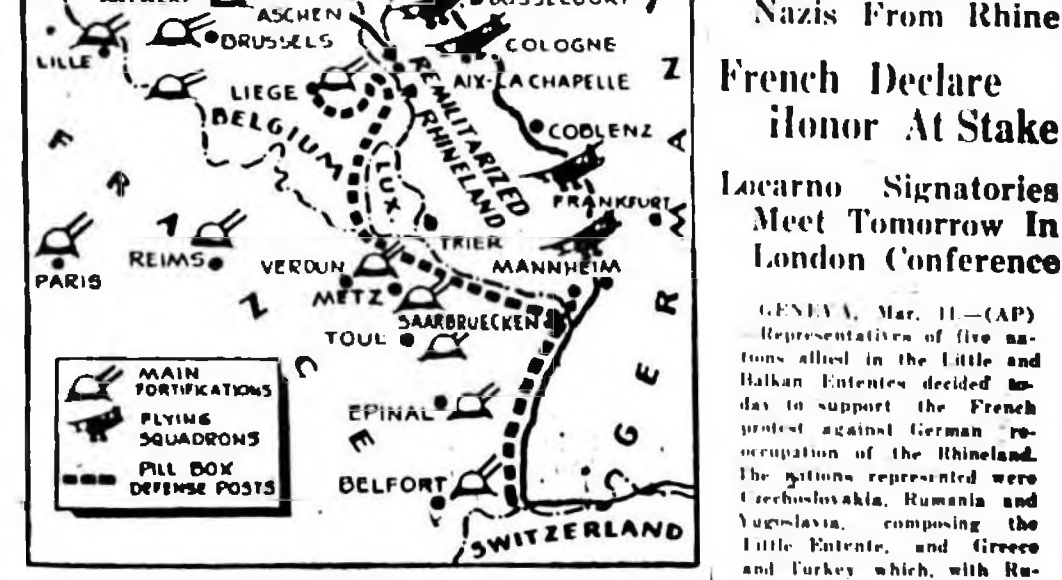 ASCHEN
BRUSSELS
LILLE
COLOGNE
AIX-LA CHAPELLE
LIEGE
REMILITARIZED
RHINELAND
BELGIUM
LUX.
COBLENZ
FRANKFURT
TRIER
MANNHEIM
PARIS
REIMS
VERDUN
METZ
SAARBRUECKEN
TOUL
EPINAL
BELFORT
SWITZERLAND
FRANCE
GERMANZ
MAIN
FORTIFICATIONS
FLYING
SQUADRONS
PILL BOX
DEFENSE POSTS
Nazis From Rhine
French Declare
Honor At Stake
Locarno Signatories
Meet Tomorrow In
London Conference
GENEVA, Mar. 11.—(AP)
Representatives of five na-
tions allied in the Little and
Balkan Ententes decided to-
day to support the French
protest against German re-
occupation of the Rhineland.
The nations represented were
Czechoslovakia, Rumania and
Yugoslavia, composing the
Little Entente, and Greece
and Turkey which, with Ru-